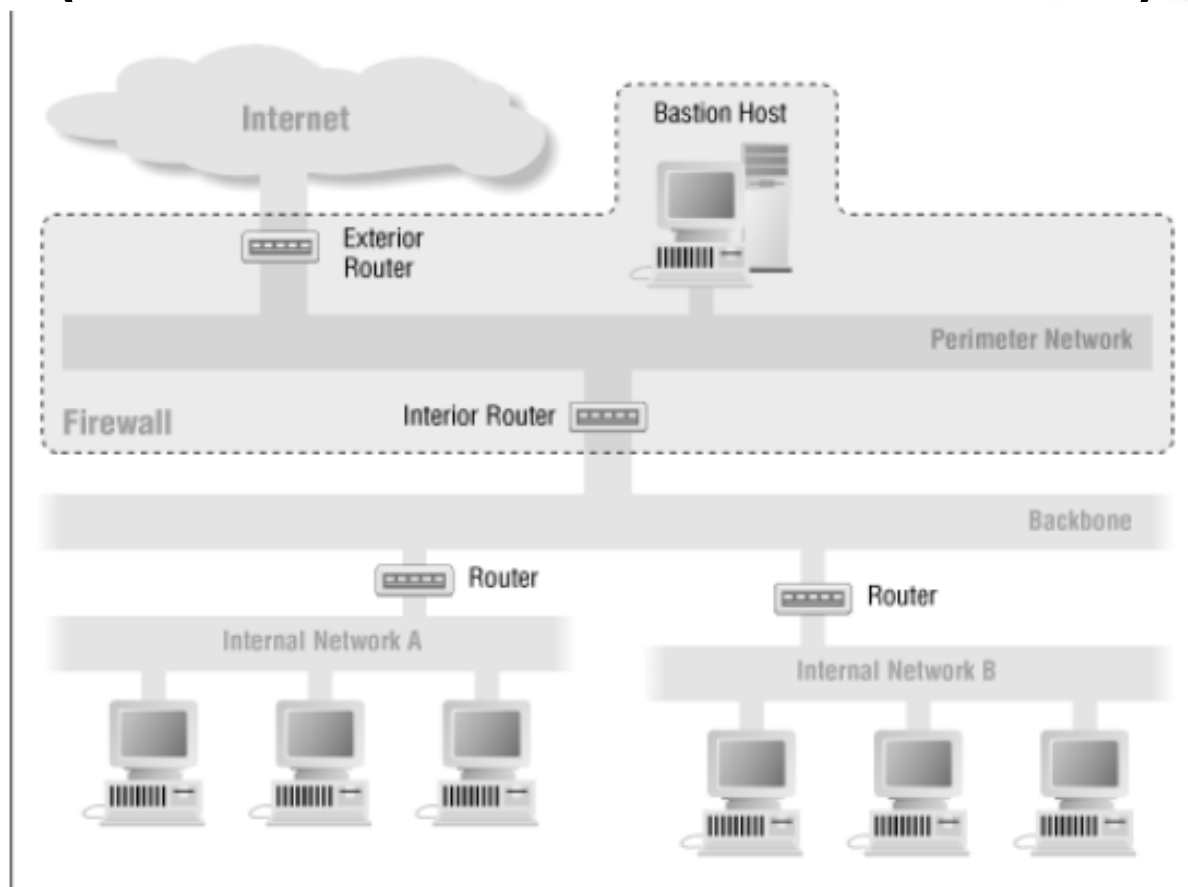 Internet
Bastion Host
Exterior
Router
Perimeter Network
Interior Router
Firewall
Backbone
Router
Router
Internal Network A
Internal Network B